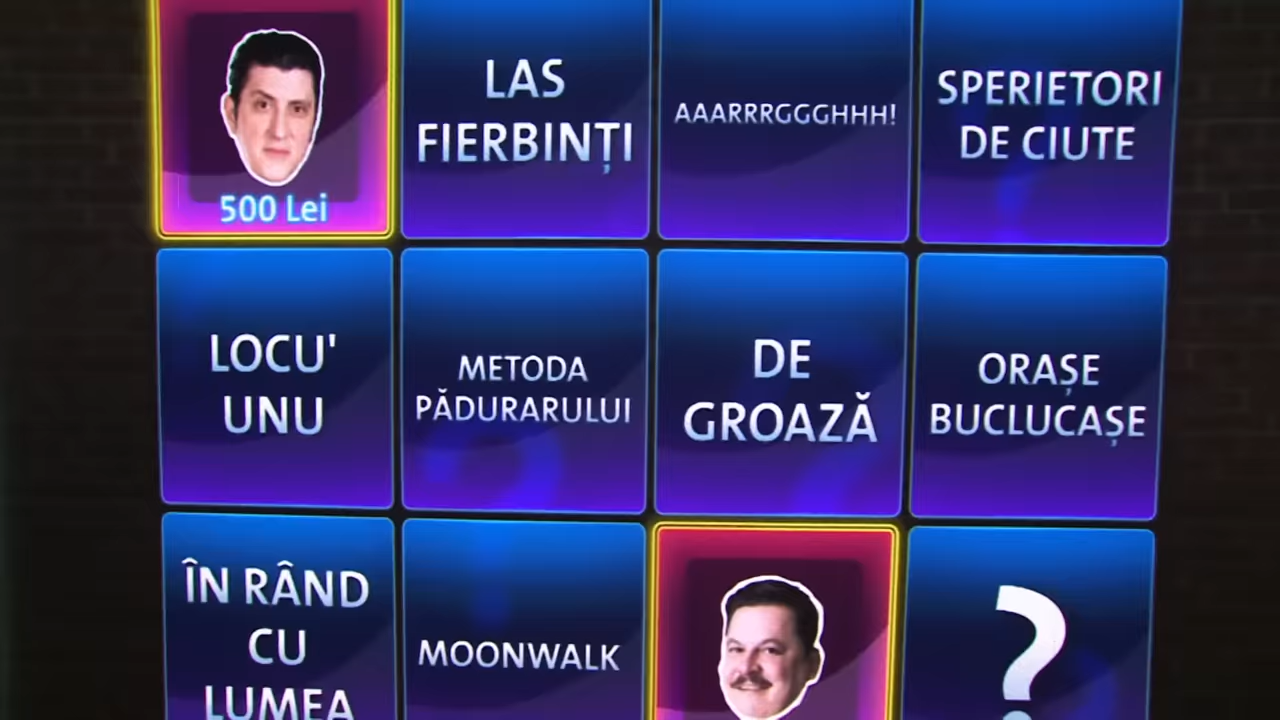 500 Lei
LAS
FIERBINȚI
AAARRRGGGHHH!
SPERIETORI
DE CIUTE
LOCU'
UNU
METODA
PĂDURARULUI
DE
GROAZĂ
ORAȘE
BUCLUCAȘE
ÎN RÂND
CU
LUMEA
MOONWALK
?